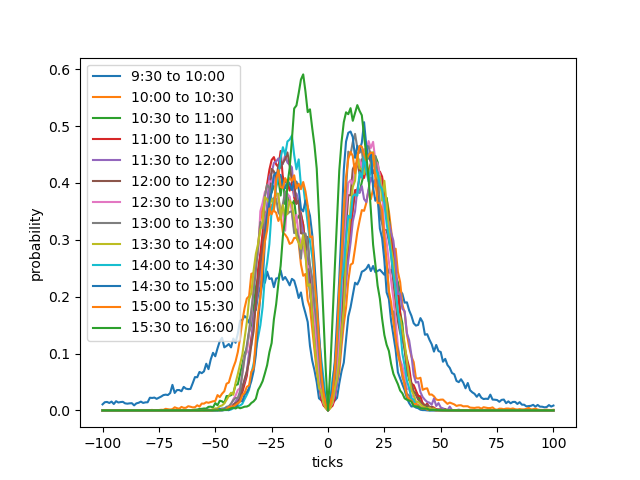 0.6
0.5
0.4
0.3
0.2
0.1
0.0
probability
9:30 to 10:00
10:00 to 10:30
10:30 to 11:00
11:00 to 11:30
11:30 to 12:00
12:00 to 12:30
12:30 to 13:00
13:00 to 13:30
13:30 to 14:00
14:00 to 14:30
14:30 to 15:00
15:00 to 15:30
15:30 to 16:00
−100 −75 −50 −25 0 25 50 75 100
ticks